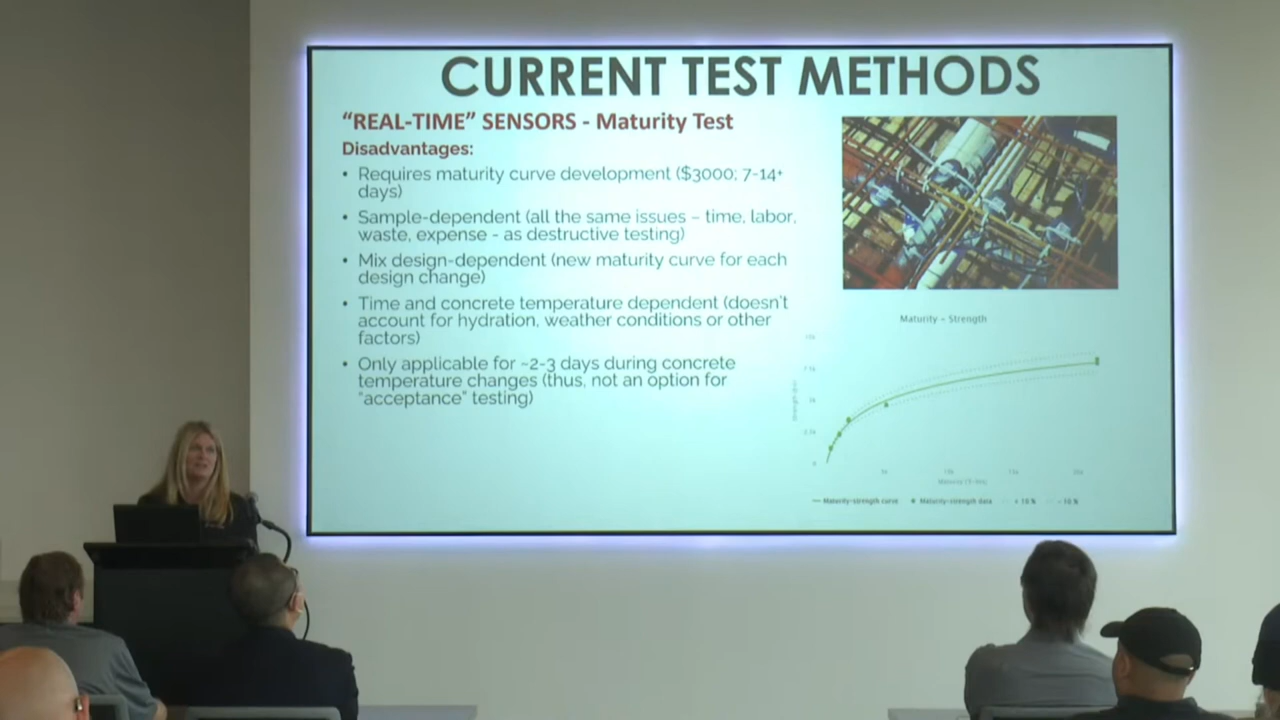 CURRENT TEST METHODS
“REAL-TIME” SENSORS - Maturity Test
Disadvantages:
• Requires maturity curve development ($3000; 7-14+
days)
• Sample-dependent (all the same issues – time, labor,
waste, expense - as destructive testing)
• Mix design-dependent (new maturity curve for each
design change)
• Time and concrete temperature dependent (doesn't
account for hydration, weather conditions or other
factors)
• Only applicable for ~2-3 days during concrete
temperature changes (thus, not an option for
“acceptance” testing)
Maturity - Strength
Maturity-strength curve
Maturity-strength data
+ 10 %
- 10 %